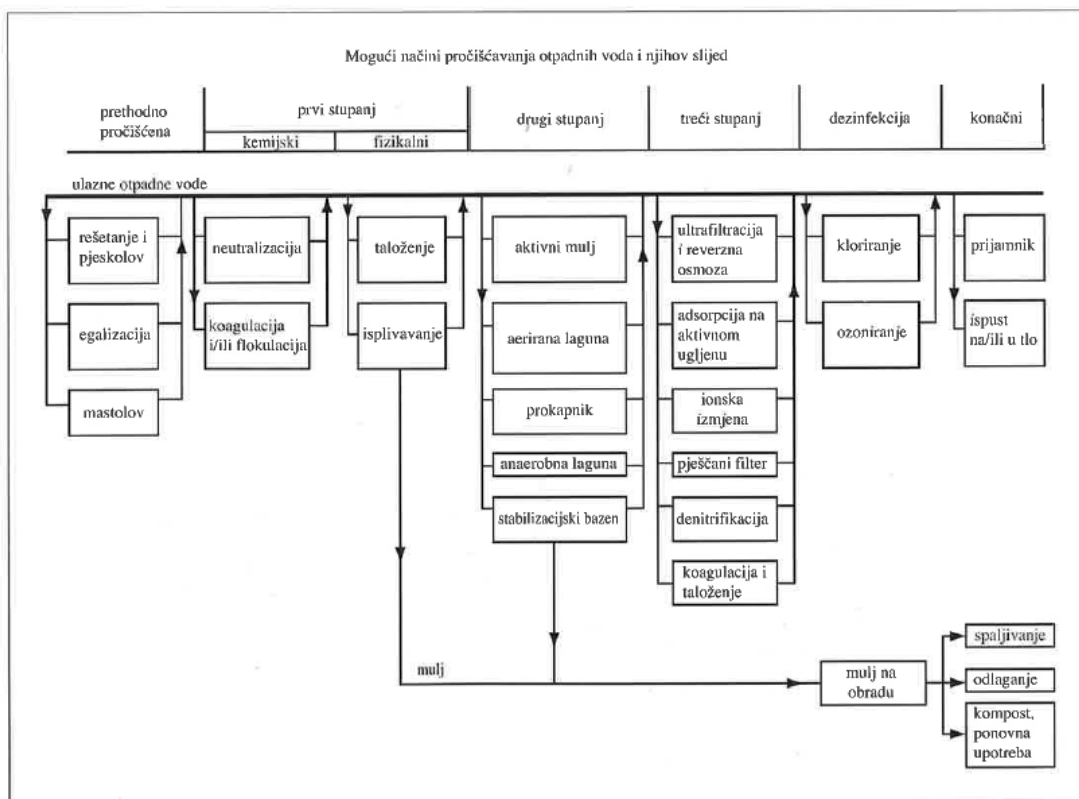 Mogući načini pročišćavanja otpadnih voda i njihov slijed
prethodno
pročišćena
prvi stupanj
kemijski
fizikalni
drugi stupanj
treći stupanj
dezinfekcija
konačni
ulazne otpadne vode
rešetanje i
pjeskolov
egalizacija
mastolov
neutralizacija
koagulacija
i/ili flokulacija
taloženje
isplivavanje
aktivni mulj
aerirana laguna
prokapnik
anaerobna laguna
stabilizacijski bazen
ultrafiltracija
i reverzna
osmoza
adsorpcija na
aktivnom
ugljenu
ionska
izmjena
pješčani filter
denitrifikacija
koagulacija i
taloženje
kloriranje
ozoniranje
prijamnik
ispust
na/ili u tlo
mulj
mulj na
obradu
spaljivanje
odlaganje
kompost,
ponovna
upotreba